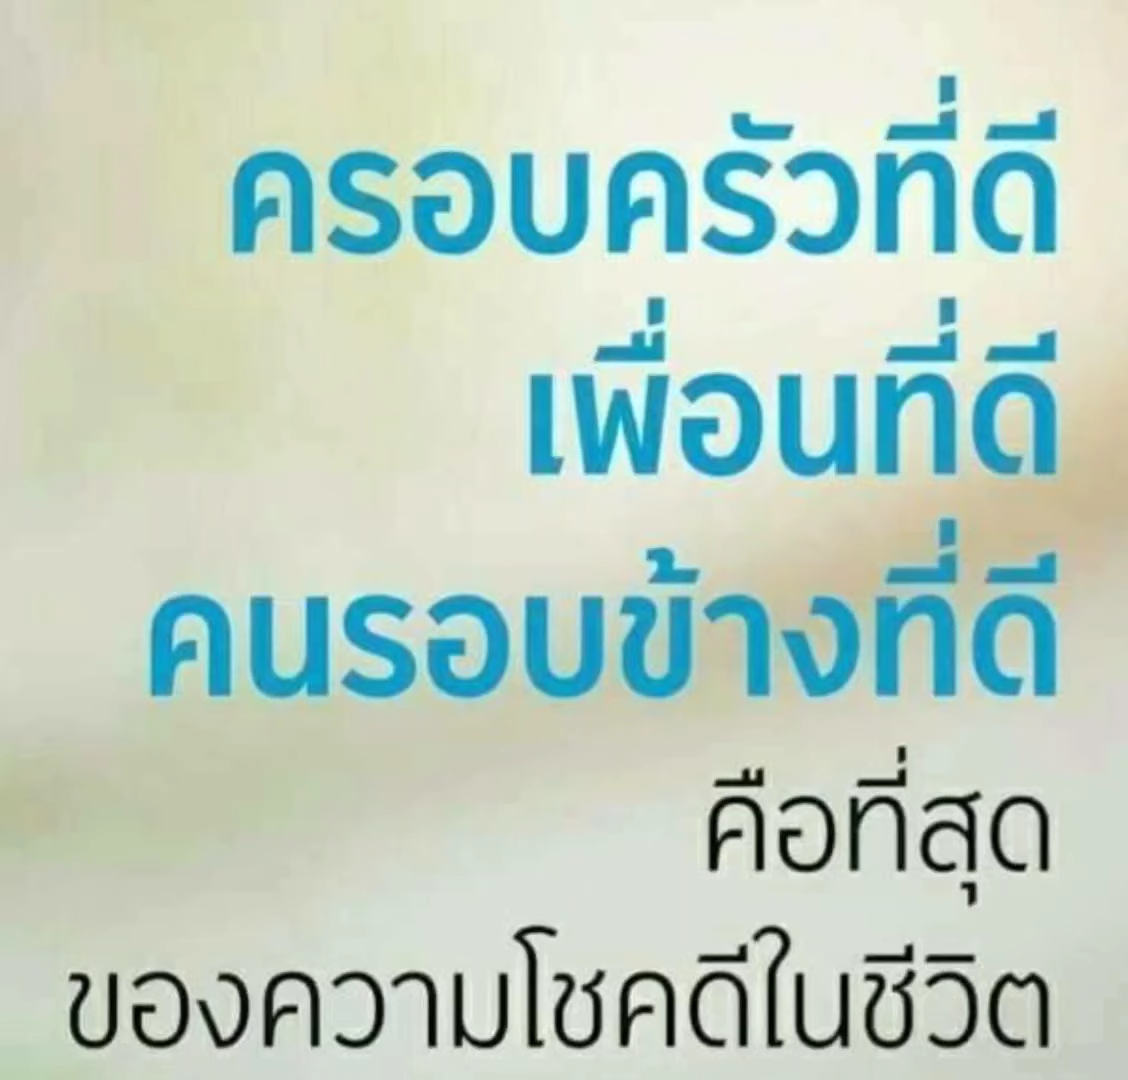 ครอบครัวที่ดี
เพื่อนที่ดี
คนรอบข้างที่ดี
คือที่สุด
ของความโชคดีในชีวิต